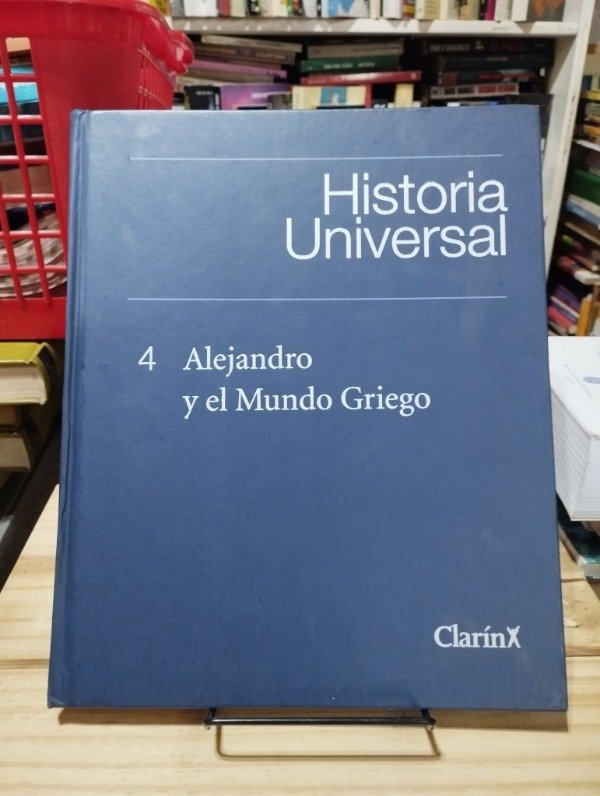 Historia
Universal
4 Alejandro
y el Mundo Griego
Clarín